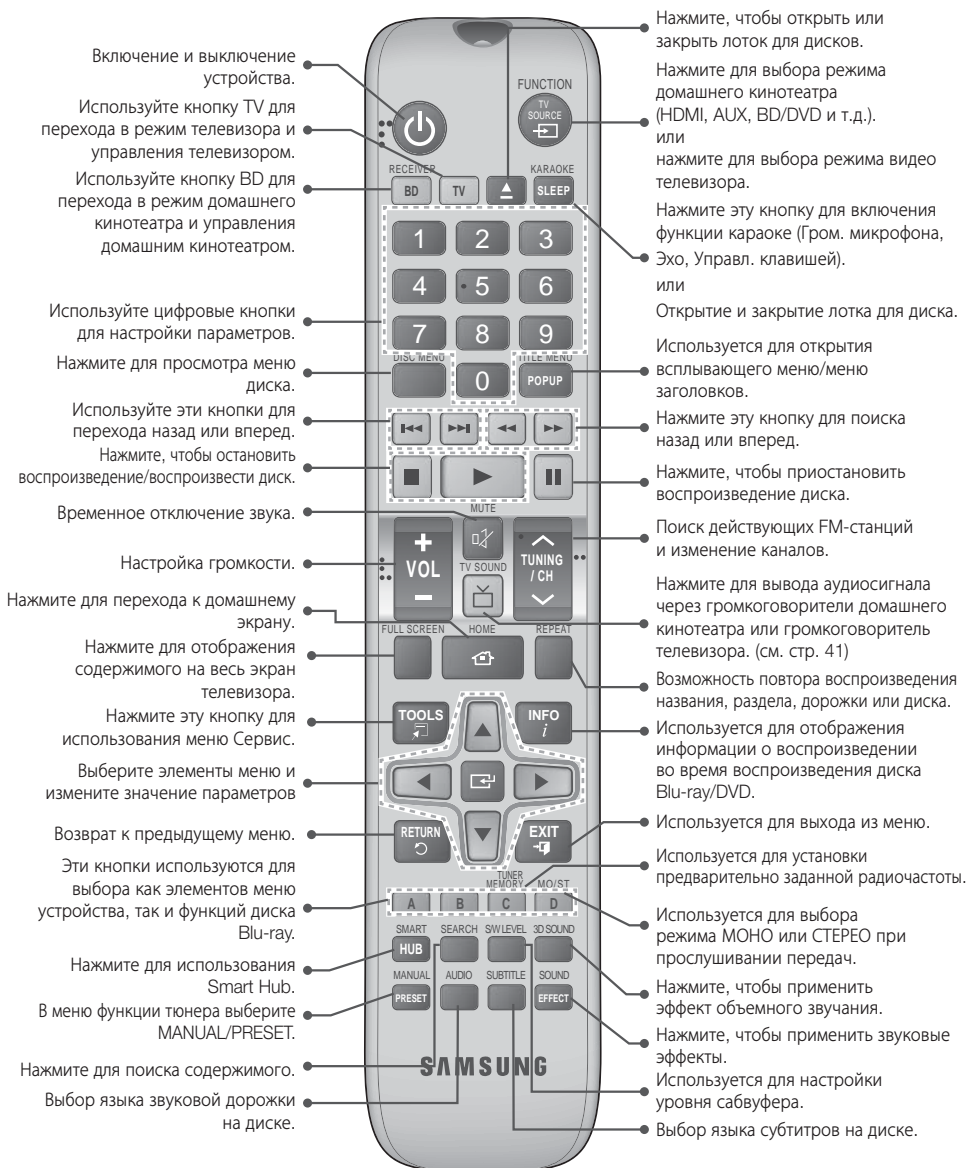 Включение и выключение
устройства.
Используйте кнопку TV для
перехода в режим телевизора и
управления телевизором.
Используйте кнопку BD для
перехода в режим домашнего
кинотеатра и управления
домашним кинотеатром.
Используйте цифровые кнопки
для настройки параметров.
Нажмите для просмотра меню
диска.
Используйте эти кнопки для
перехода назад или вперед.
Нажмите, чтобы остановить
воспроизведение/воспроизвести диск.
Временное отключение звука.
Настройка громкости.
Нажмите для перехода к домашнему
экрану.
Нажмите для отображения
содержимого на весь экран
телевизора.
Нажмите эту кнопку для
использования меню Сервис.
Выберите элементы меню и
измените значение параметров
Возврат к предыдущему меню.
Эти кнопки используются для
выбора как элементов меню
устройства, так и функций диска
Blu-ray.
Нажмите для использования
Smart Hub.
В меню функции тюнера выберите
MANUAL/PRESET.
Нажмите для поиска содержимого.
Выбор языка звуковой дорожки
на диске.
FUNCTION
TV
SOURCE
RECEIVER
KARAOKE
BD
TV
SLEEP
1
2
3
4
5
6
7
8
9
DISC MENU
TITLE MENU
0
POPUP
MUTE
VOL
TV SOUND
TUNING
/ CH
FULL SCREEN
HOME
REPEAT
TOOLS
INFO
i
RETURN
EXIT
TUNER
MEMORY
MO/ST
A
B
C
D
SMART
SEARCH
S/W LEVEL
3D SOUND
HUB
MANUAL
AUDIO
SUBTITLE
SOUND
PRESET
EFFECT
SAMSUNG
Нажмите, чтобы открыть или
закрыть лоток для дисков.
Нажмите для выбора режима
домашнего кинотеатра
(HDMI, AUX, BD/DVD и т.д.).
или
нажмите для выбора режима видео
телевизора.
Нажмите эту кнопку для включения
функции караоке (Гром. микрофона,
Эхо, Управл. клавишей).
или
Открытие и закрытие лотка для диска.
Используется для открытия
всплывающего меню/меню
заголовков.
Нажмите эту кнопку для поиска
назад или вперед.
Нажмите, чтобы приостановить
воспроизведение диска.
Поиск действующих FM-станций
и изменение каналов.
Нажмите для вывода аудиосигнала
через громкоговорители домашнего
кинотеатра или громкоговоритель
телевизора. (см. стр. 41)
Возможность повтора воспроизведения
названия, раздела, дорожки или диска.
Используется для отображения
информации о воспроизведении
во время воспроизведения диска
Blu-ray/DVD.
Используется для выхода из меню.
Используется для установки
предварительно заданной радиочастоты.
Используется для выбора
режима МОНО или СТЕРЕО при
прослушивании передач.
Нажмите, чтобы применить
эффект объемного звучания.
Нажмите, чтобы применить звуковые
эффекты.
Используется для настройки
уровня сабвуфера.
Выбор языка субтитров на диске.